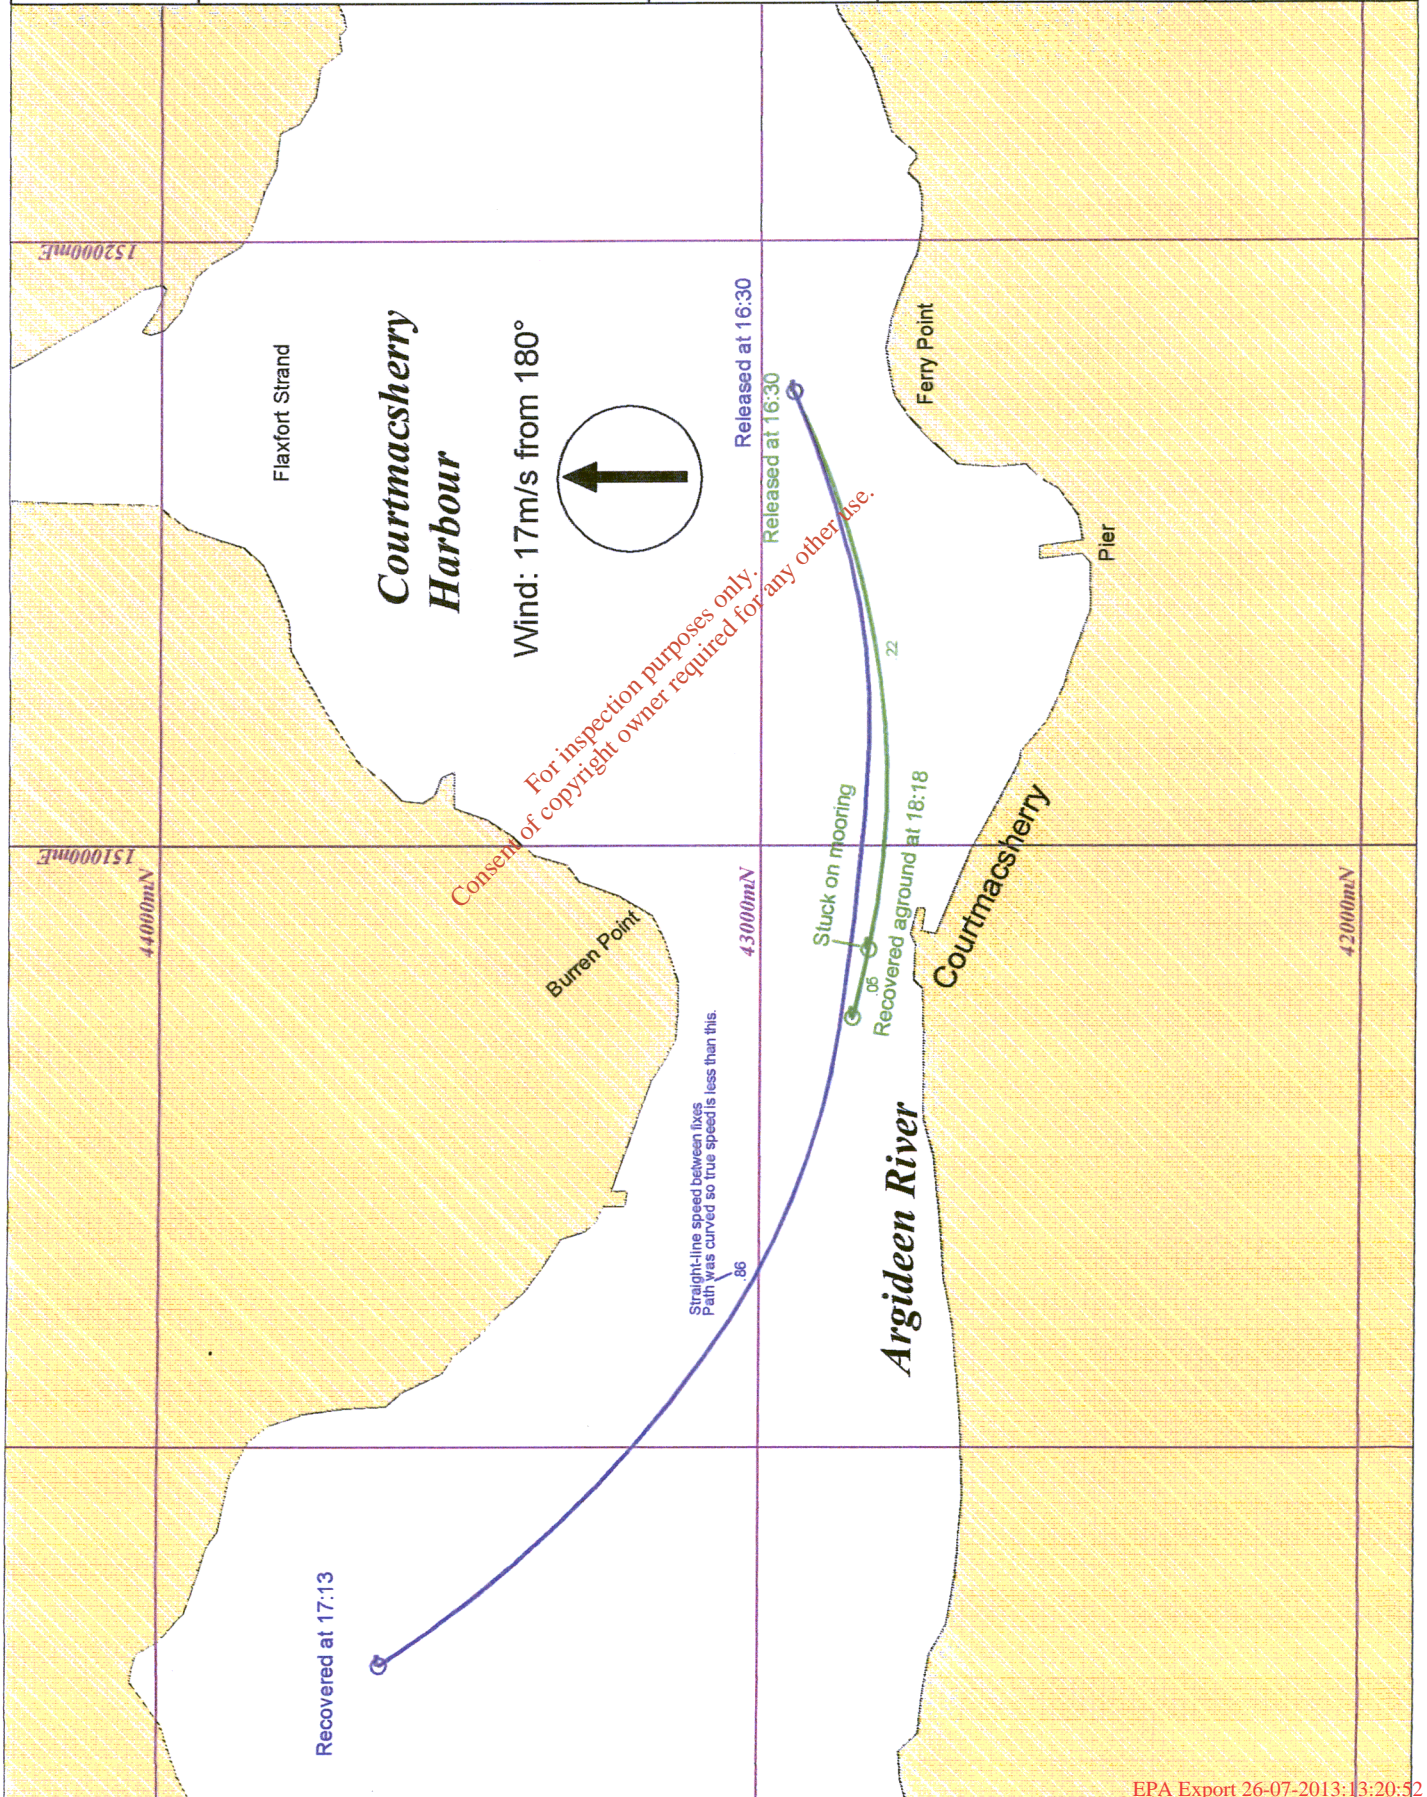 152000mE
Flaxfort Strand
Courtmacsherry
Harbour
Wind: 17m/s from 180°
Released at 16:30
Released at 16:30
Ferry Point
Pier
For inspection purposes only.
Consent of copyright owner required for any other use.
22
151000mE
44000mN
43000mN
42000mN
Burren Point
Stuck on mooring
.05
Recovered aground at 18:18
Courtmacsherry
Straight-line speed between fixes
Path was curved so true speed is less than this.
.86
Argideen River
Recovered at 17:13
EPA Export 26-07-2013:13:20:52